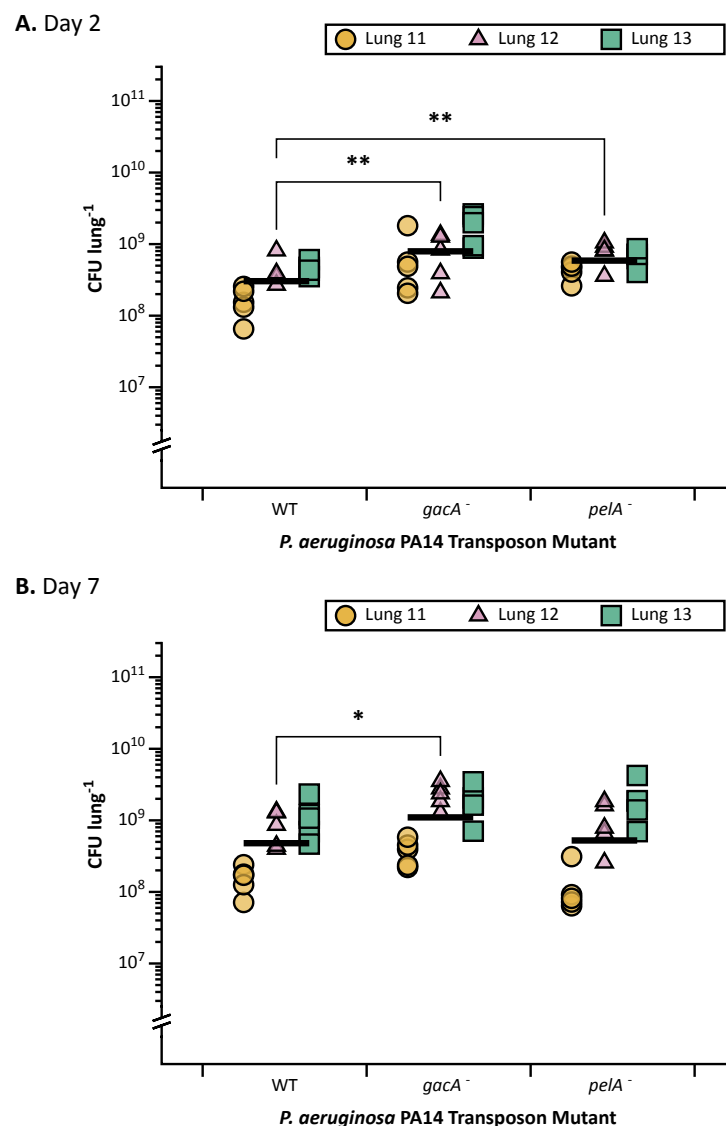 A. Day 2
Lung 11 Lung 12 Lung 13
10¹¹
10¹⁰
10⁹
10⁸
10⁷
CFU lung⁻¹
**
**
WT gacA ⁻ pelA ⁻
P. aeruginosa PA14 Transposon Mutant
B. Day 7
Lung 11 Lung 12 Lung 13
10¹¹
10¹⁰
10⁹
10⁸
10⁷
CFU lung⁻¹
*
WT gacA ⁻ pelA ⁻
P. aeruginosa PA14 Transposon Mutant